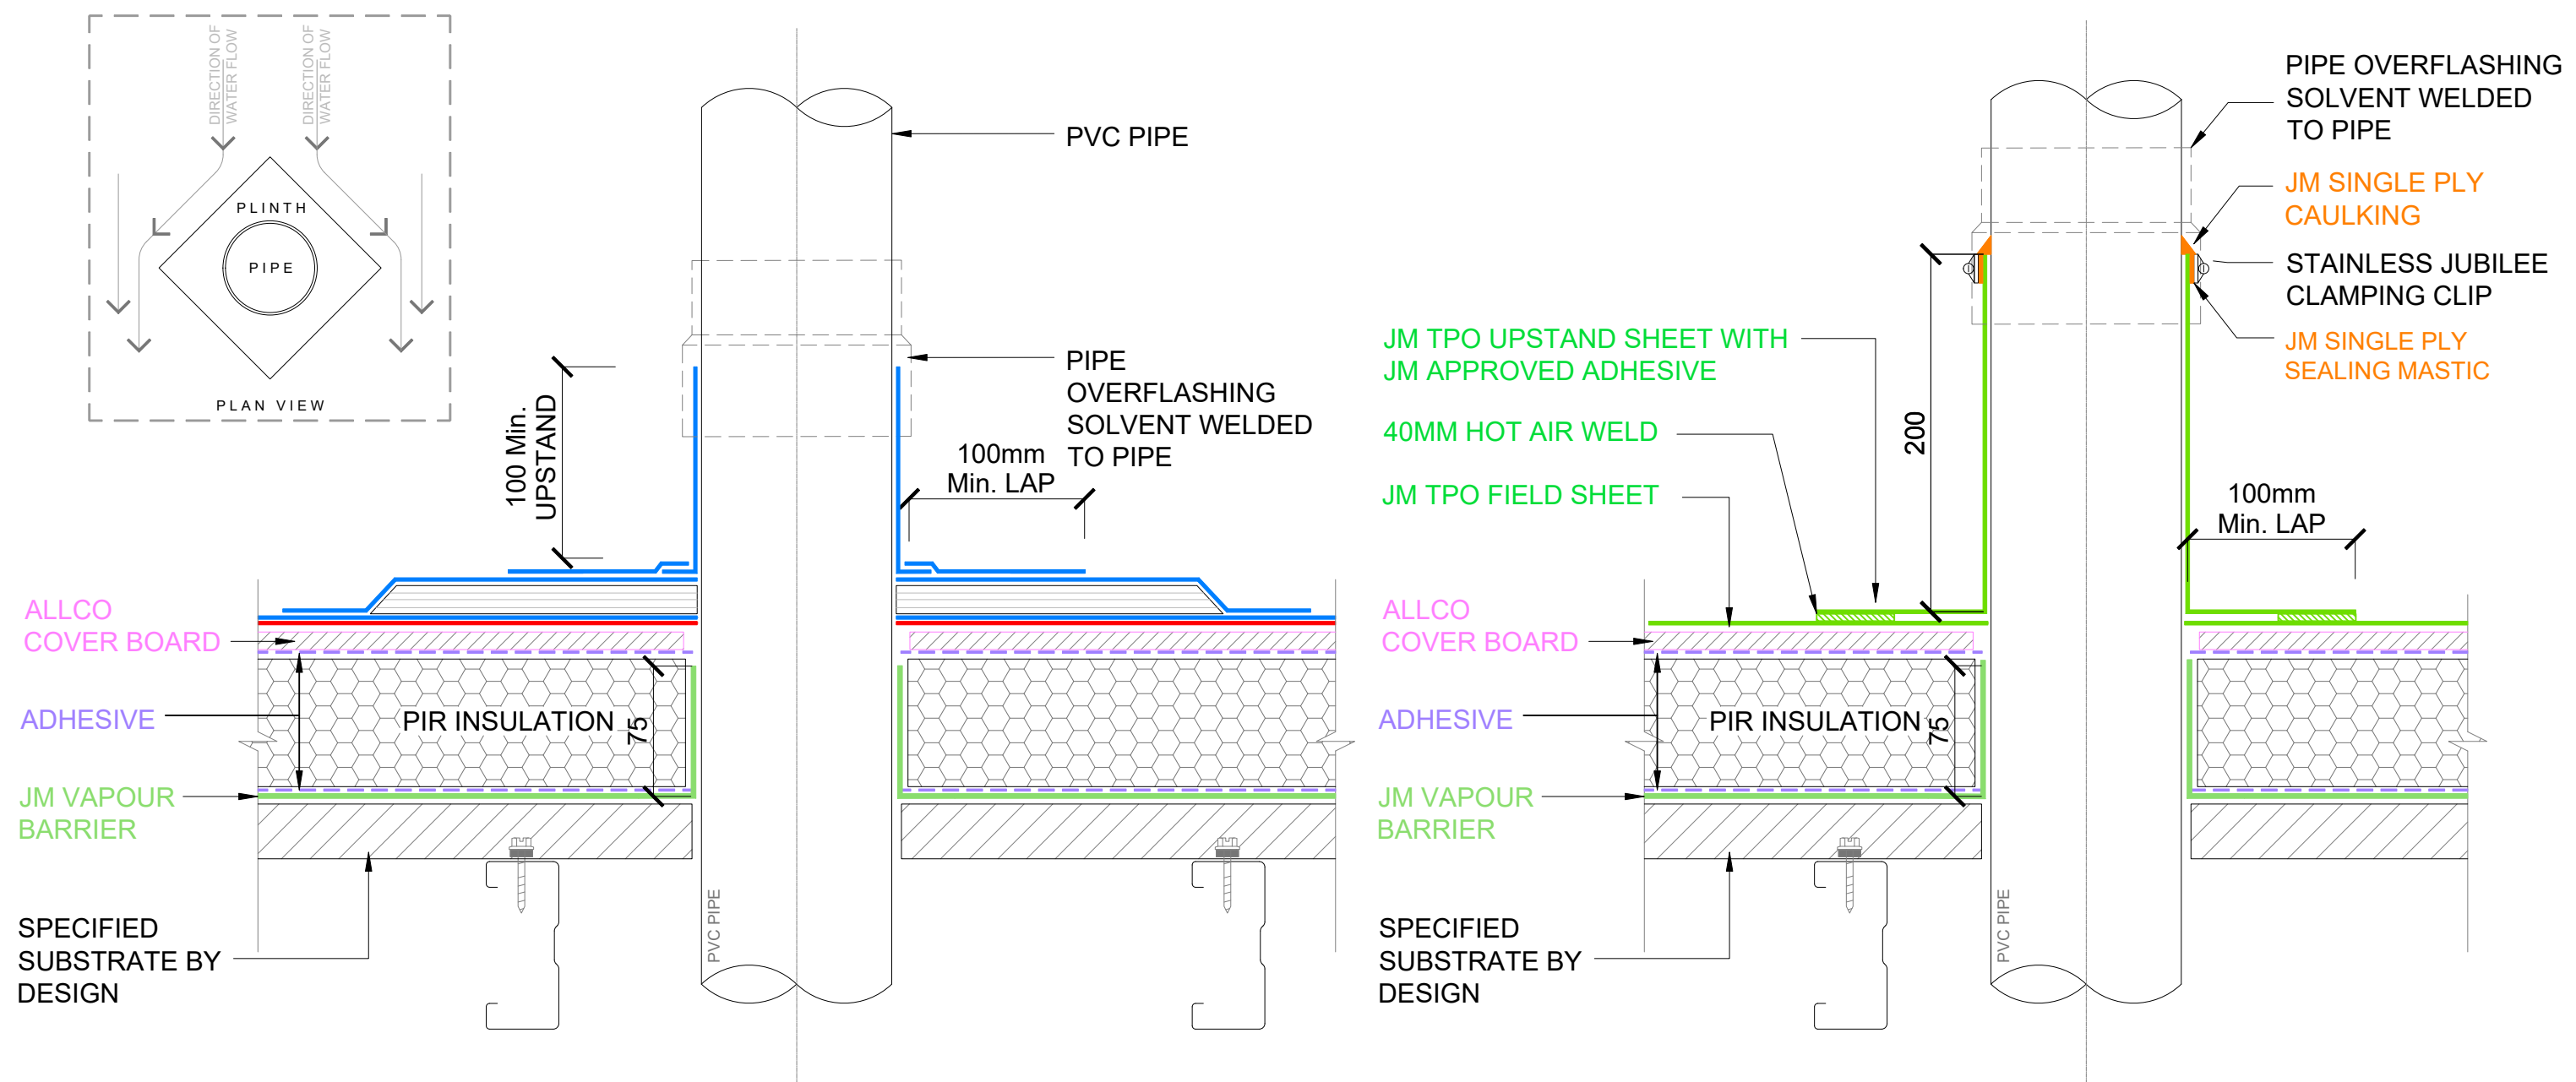 DIRECTION OF
WATER FLOW
DIRECTION OF
WATER FLOW
PLINTH
PIPE
PLAN VIEW
PVC PIPE
PIPE
OVERFLASHING
SOLVENT WELDED
TO PIPE
100 Min.
UPSTAND
100mm
Min. LAP
ALLCO
COVER BOARD
ADHESIVE
PIR INSULATION
75
JM VAPOUR
BARRIER
SPECIFIED
SUBSTRATE BY
DESIGN
PVC PIPE
PIPE OVERFLASHING
SOLVENT WELDED
TO PIPE
JM SINGLE PLY
CAULKING
STAINLESS JUBILEE
CLAMPING CLIP
JM SINGLE PLY
SEALING MASTIC
JM TPO UPSTAND SHEET WITH
JM APPROVED ADHESIVE
40MM HOT AIR WELD
JM TPO FIELD SHEET
200
100mm
Min. LAP
ALLCO
COVER BOARD
ADHESIVE
PIR INSULATION
75
JM VAPOUR
BARRIER
SPECIFIED
SUBSTRATE BY
DESIGN
PVC PIPE